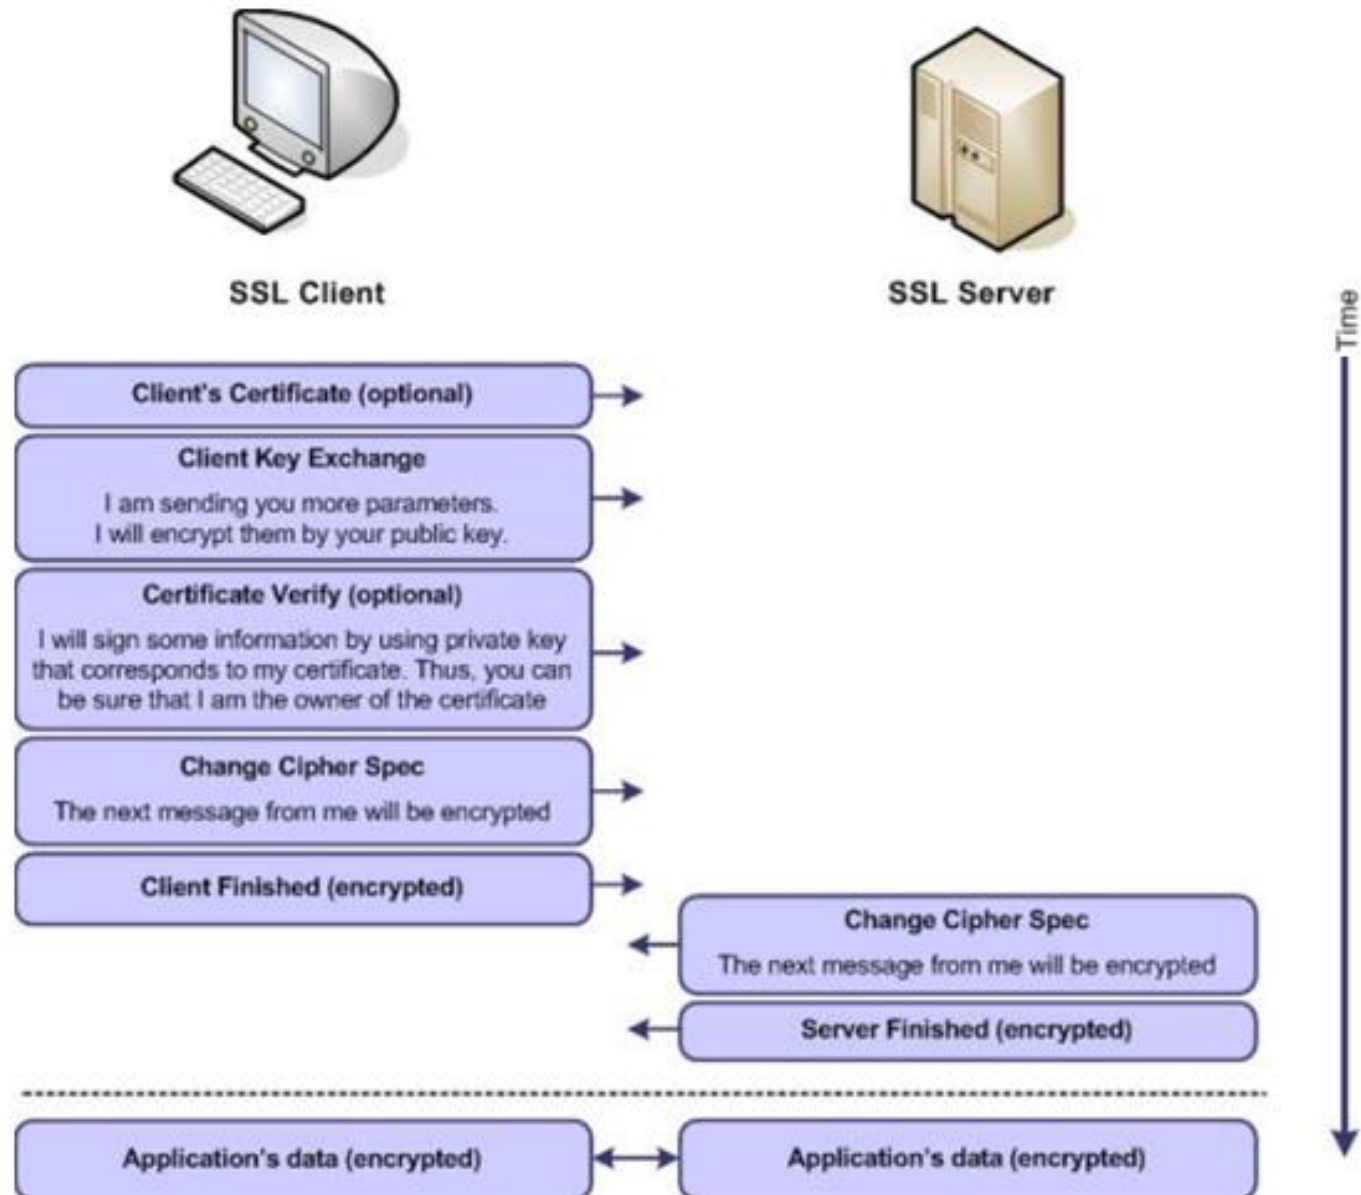 SSL Client
SSL Server
Time
Client's Certificate (optional)
Client Key Exchange
I am sending you more parameters.
I will encrypt them by your public key.
Certificate Verify (optional)
I will sign some information by using private key
that corresponds to my certificate. Thus, you can
be sure that I am the owner of the certificate
Change Cipher Spec
The next message from me will be encrypted
Client Finished (encrypted)
Change Cipher Spec
The next message from me will be encrypted
Server Finished (encrypted)
Application's data (encrypted)
Application's data (encrypted)